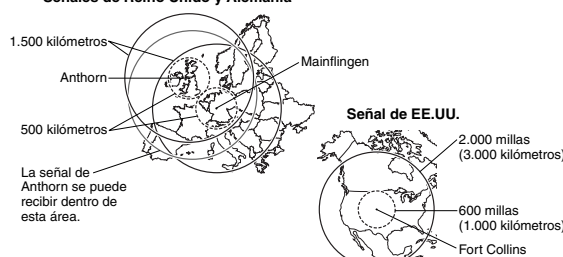 Señales de Reino Unido y Alemania
1.500 kilómetros
Anthorn
Mainflingen
500 kilómetros
La señal de
Anthorn se puede
recibir dentro de
esta área.
Señal de EE.UU.
2.000 millas
(3.000 kilómetros)
600 millas
(1.000 kilómetros)
Fort Collins